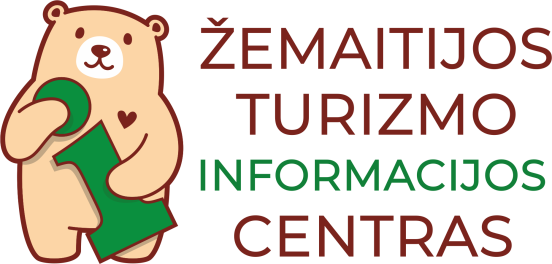 ŽEMAITIJOS
TURIZMO
INFORMACIJOS
CENTRAS